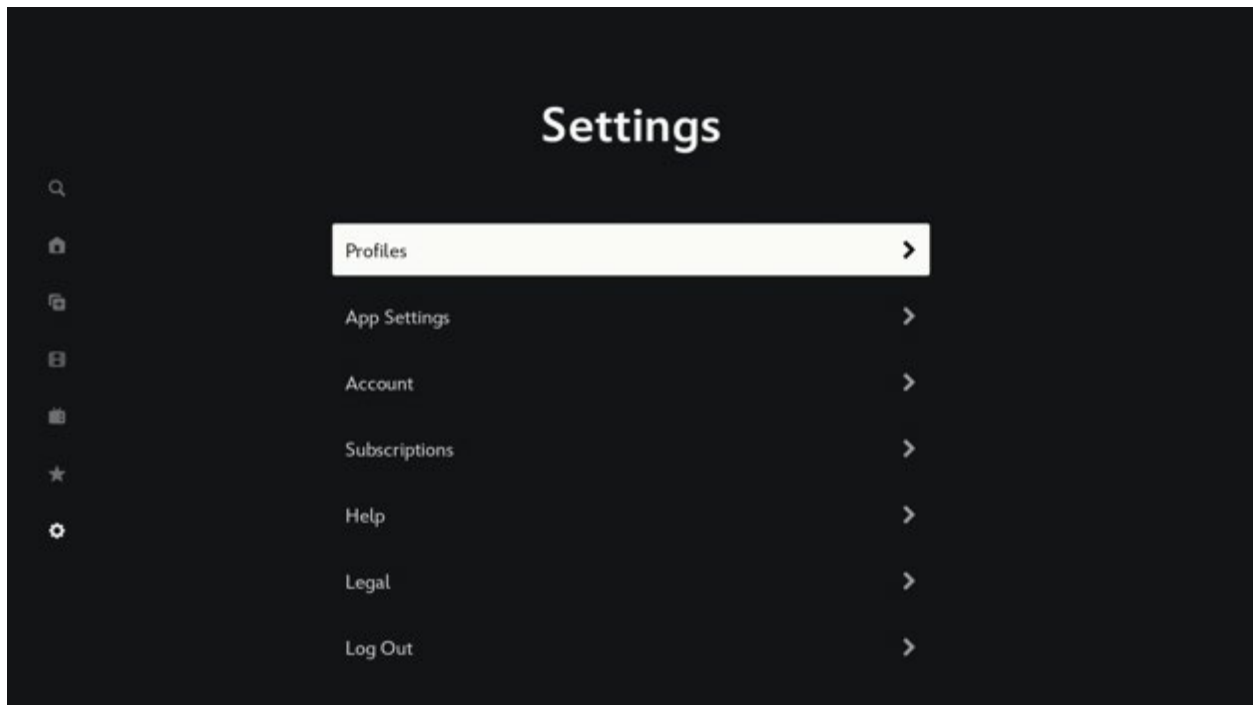 Settings
Profiles
App Settings
Account
Subscriptions
Help
Legal
Log Out